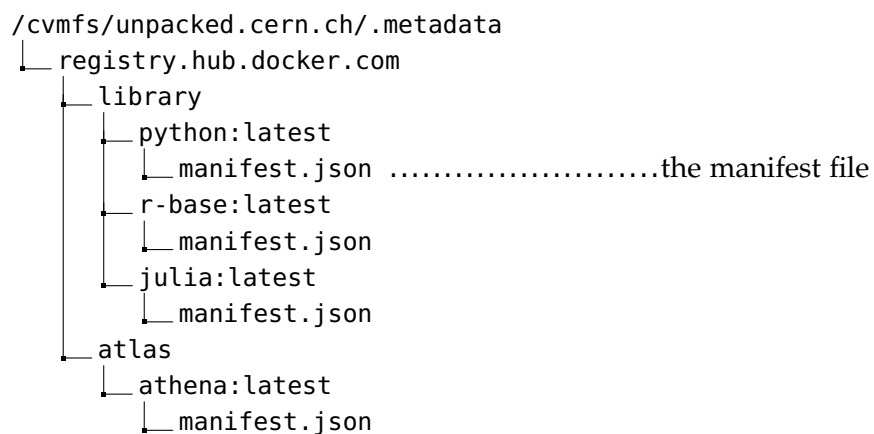 /cvmfs/unpacked.cern.ch/.metadata
registry.hub.docker.com
library
python:latest
manifest.json ........................the manifest file
r-base:latest
manifest.json
julia:latest
manifest.json
atlas
athena:latest
manifest.json